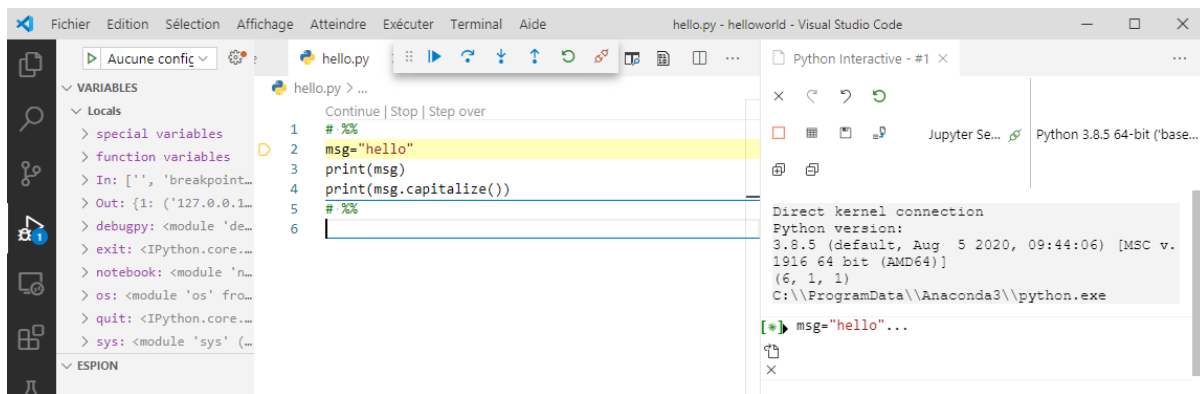 Fichier Edition Sélection Affichage Atteindre Exécuter Terminal Aide hello.py - helloworld - Visual Studio Code
Aucune config
hello.py
VARIABLES
Locals
special variables
function variables
In: ['', 'breakpoint...
Out: {1: ('127.0.0.1...
debugpy: <module 'de...
exit: <IPython.core....
notebook: <module 'n...
os: <module 'os' fro...
quit: <IPython.core....
sys: <module 'sys' (...
ESPION
1
hello.py > ...
Continue | Stop | Step over
1 # %%
2 msg="hello"
3 print(msg)
4 print(msg.capitalize())
5 # %%
6
Python Interactive - #1
Jupyter Se... Python 3.8.5 64-bit ('base...
Direct kernel connection
Python version:
3.8.5 (default, Aug 5 2020, 09:44:06) [MSC v.
1916 64 bit (AMD64)]
(6, 1, 1)
C:\\ProgramData\\Anaconda3\\python.exe
[*] msg="hello"...